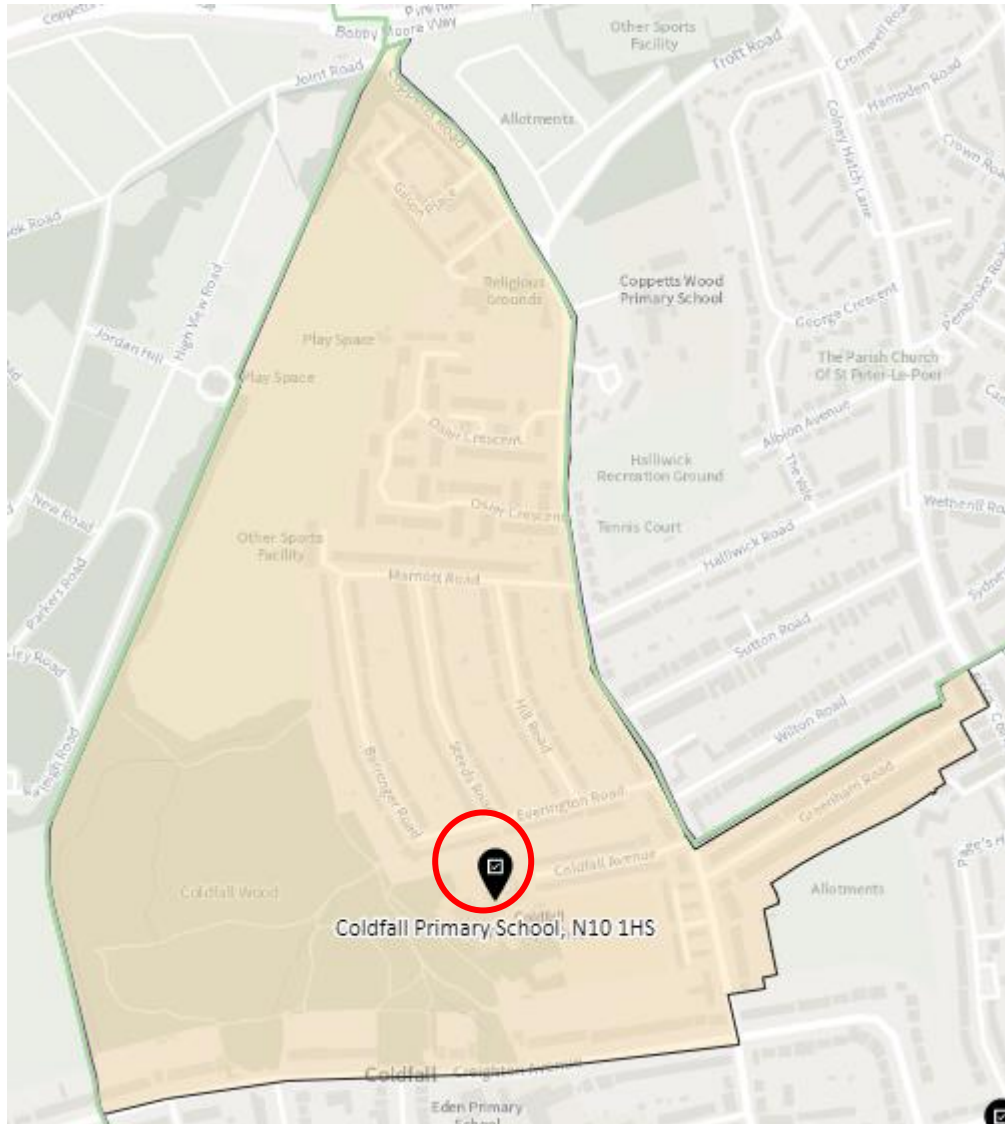 Bobby Moore Way
Joint Road
Coppetts Road
Other Sports
Facility
Cromwell Road
Hampden Road
Allotments
Colney Hatch Lane
Crown Road
Gilson Place
High View Road
Religious
Grounds
Coppetts Wood
Primary School
Pembroke Road
George Crescent
Jordan Hill
Play Space
Play Space
The Parish Church
Of St Peter-Le-Poer
Albion Avenue
Osier Crescent
Halliwick
Recreation Ground
The Vale
New Road
Osier Crescent
Tennis Court
Halliwick Road
Other Sports
Facility
Parkers Road
Marriott Road
Sutton Road
Hill Road
Wilton Road
Barrenger Road
Steeds Road
Everington Road
Greenham Road
Coldfall Avenue
Coldfall Wood
Allotments
Coldfall
Coldfall Primary School, N10 1HS
Coldfall
Creighton Avenue
Eden Primary
School